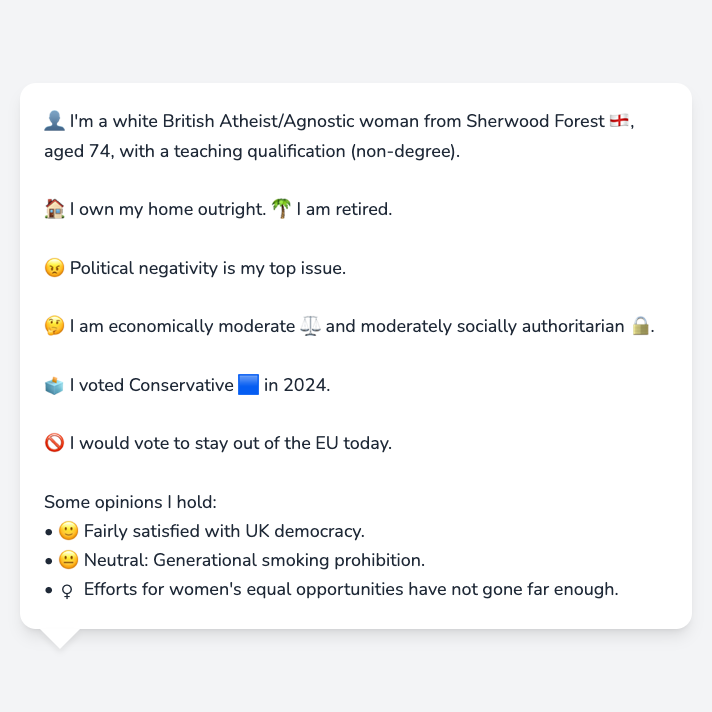 👤 I'm a white British Atheist/Agnostic woman from Sherwood Forest 🏴󠁧󠁢󠁥󠁮󠁧󠁿,
aged 74, with a teaching qualification (non-degree).
🏠 I own my home outright. 🌴 I am retired.
😠 Political negativity is my top issue.
🤔 I am economically moderate ⚖️ and moderately socially authoritarian 🔒.
🗳️ I voted Conservative 🟦 in 2024.
🚫 I would vote to stay out of the EU today.
Some opinions I hold:
• 🙂 Fairly satisfied with UK democracy.
• 😐 Neutral: Generational smoking prohibition.
• ♀ Efforts for women's equal opportunities have not gone far enough.